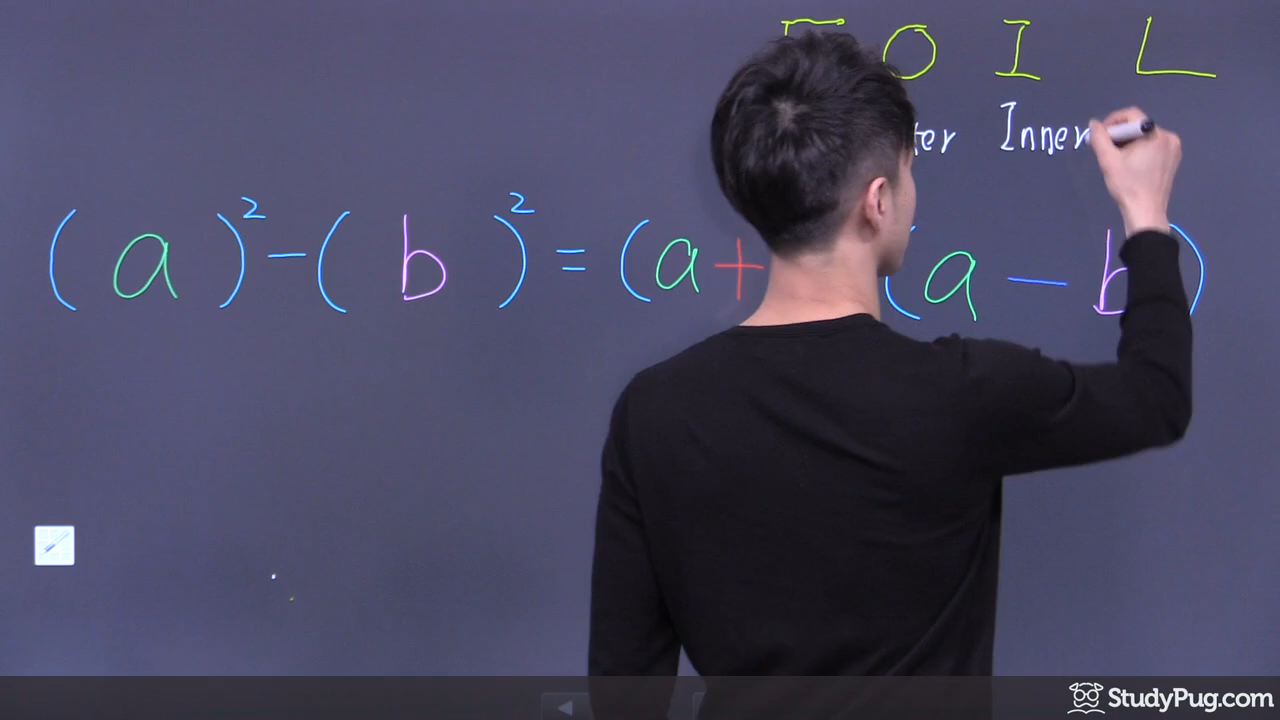 F O I L
Inner
(a)² - (b)² = (a + (a - b)
StudyPug.com